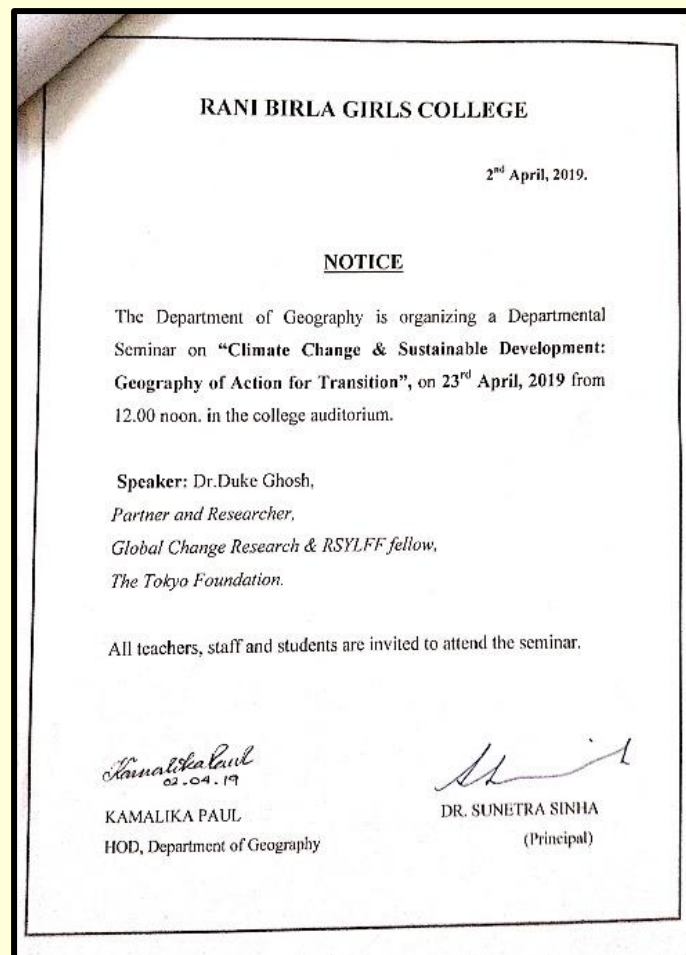 RANI BIRLA GIRLS COLLEGE
2nd April, 2019.
NOTICE
The Department of Geography is organizing a Departmental
Seminar on “Climate Change & Sustainable Development:
Geography of Action for Transition”, on 23rd April, 2019 from
12.00 noon. in the college auditorium.
Speaker: Dr.Duke Ghosh,
Partner and Researcher,
Global Change Research & RSYLFF fellow,
The Tokyo Foundation.
All teachers, staff and students are invited to attend the seminar.
Kamalika Paul
02.04.19
KAMALIKA PAUL
HOD, Department of Geography
DR. SUNETRA SINHA
(Principal)